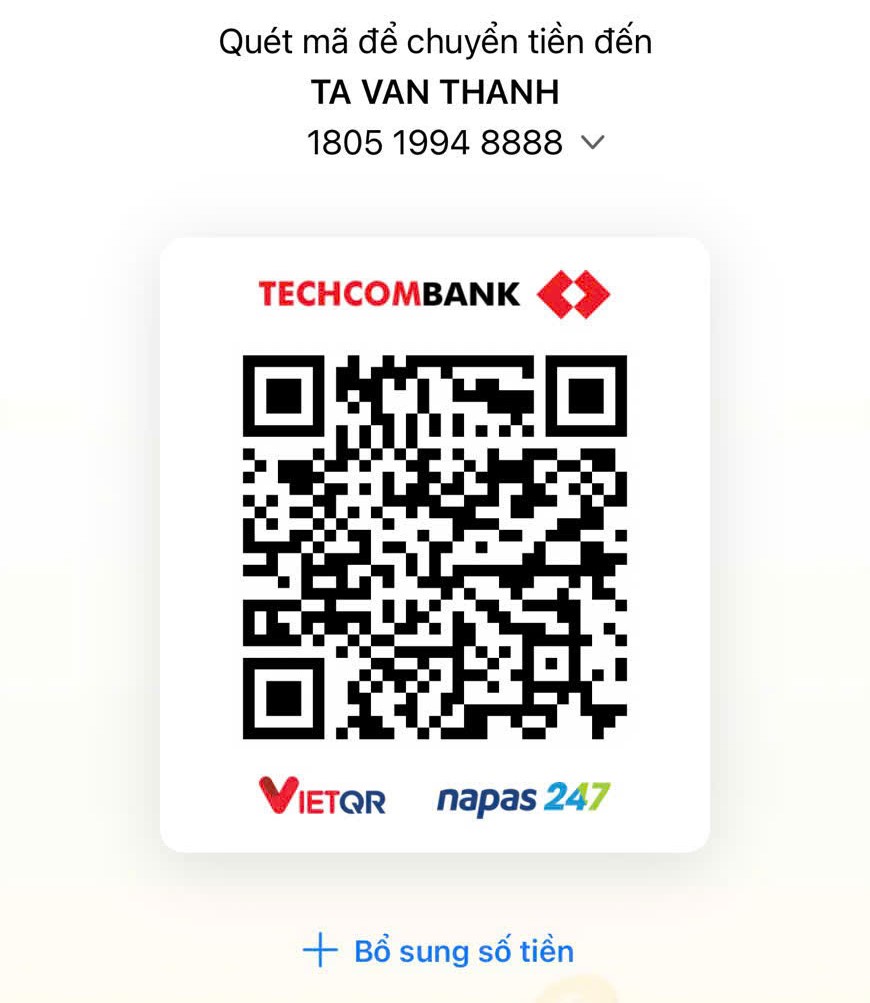 Quét mã để chuyển tiền đến
TA VAN THANH
1805 1994 8888
TECHCOMBANK
VIETQR
napas 247
Bổ sung số tiền